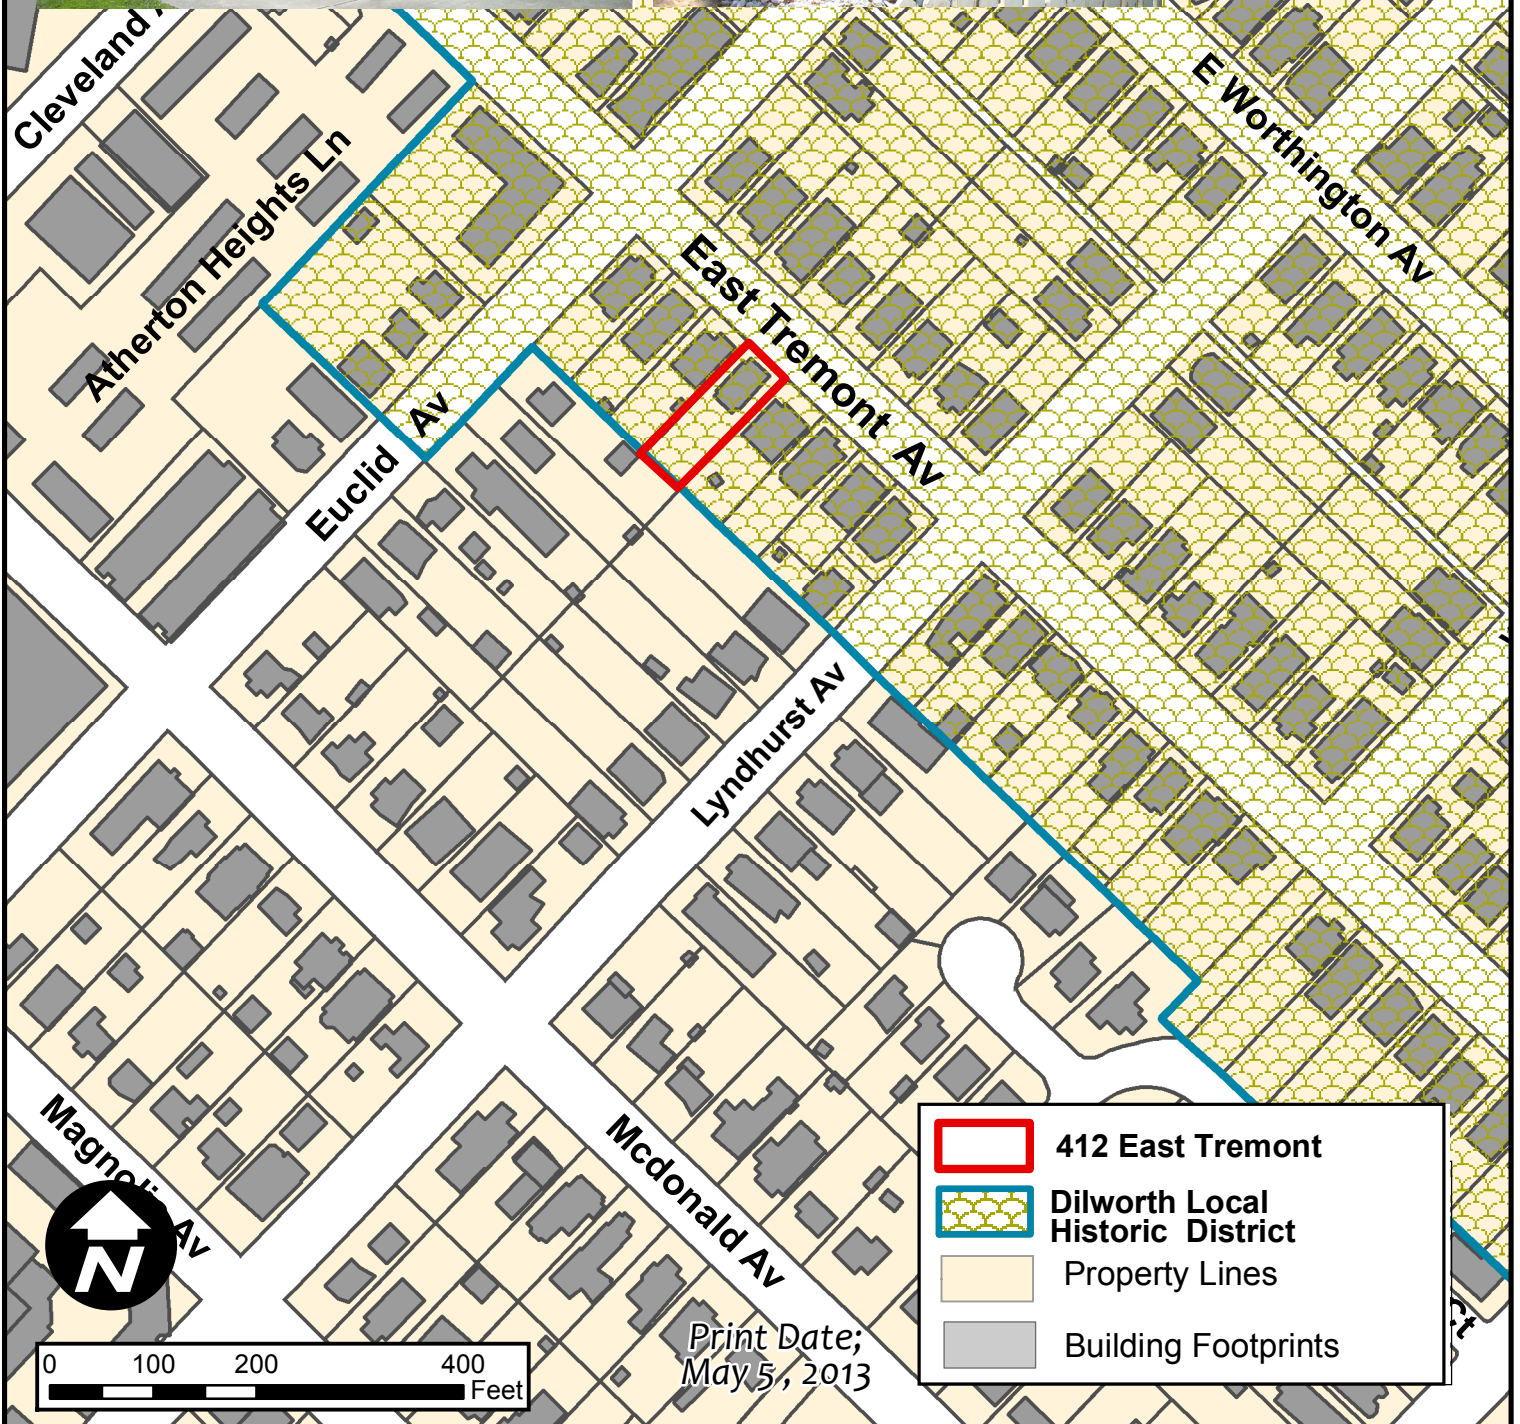 Cleveland
E Worthington Av
Atherton Heights Ln
East Tremont Av
Euclid Av
Lyndhurst Av
Magnolia Av
Mcdonald Av
412 East Tremont
Dilworth Local
Historic District
Property Lines
Building Footprints
Ct
N
0 100 200 400
Feet
Print Date;
May 5, 2013